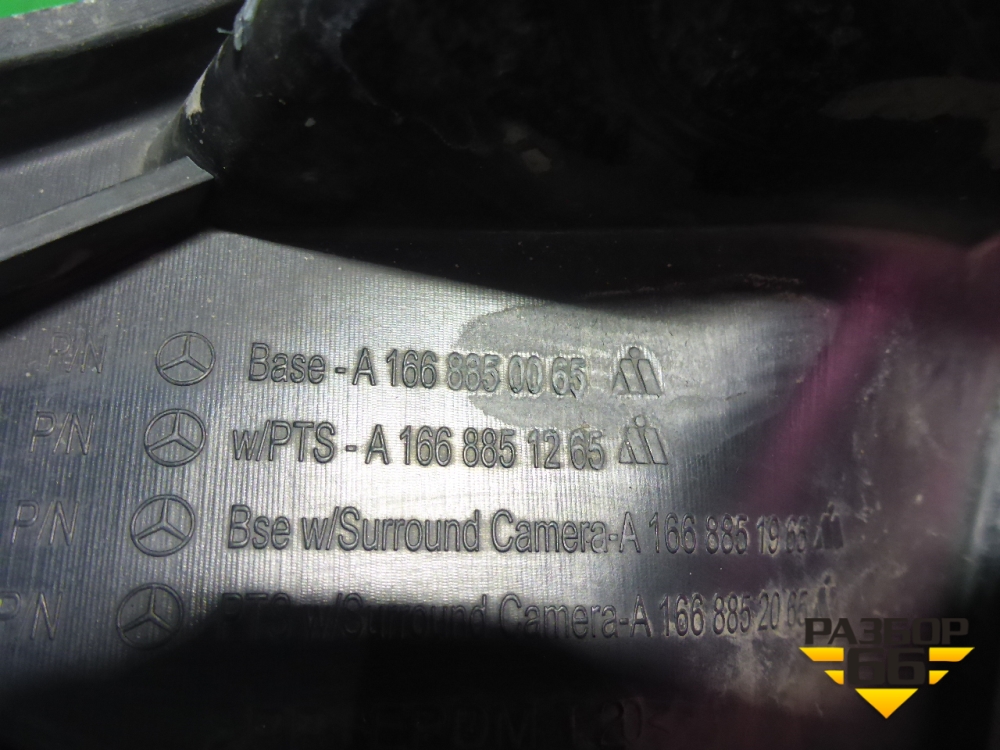 P/N Base - A 166 885 00 65
P/N w/PTS - A 166 885 12 65
P/N Bse w/Surround Camera-A 166 885 19 65
P/N PTS w/Surround Camera-A 166 885 20 65
РАЗБОР
66